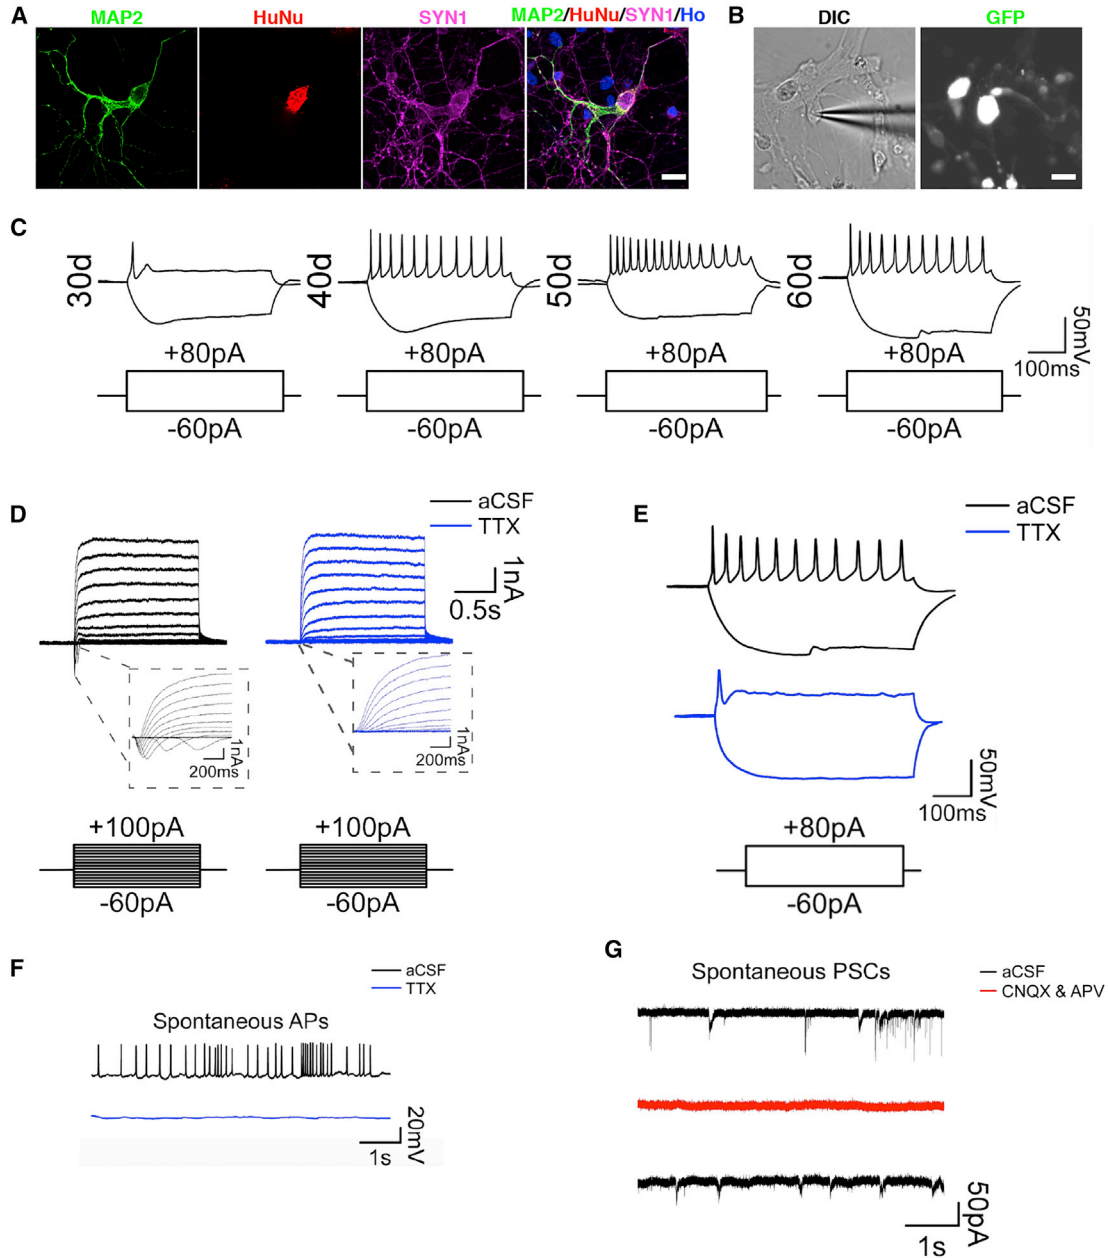 A
MAP2
HuNu
SYN1
MAP2/HuNu/SYN1/Ho
B
DIC
GFP
C
30d
40d
50d
60d
50mV
100ms
+80pA
+80pA
+80pA
+80pA
-60pA
-60pA
-60pA
-60pA
D
aCSF
TTX
1nA
0.5s
1nA
200ms
1nA
200ms
+100pA
+100pA
-60pA
-60pA
E
aCSF
TTX
50mV
100ms
+80pA
-60pA
F
aCSF
TTX
Spontaneous APs
20mV
1s
G
Spontaneous PSCs
aCSF
CNQX & APV
50pA
1s